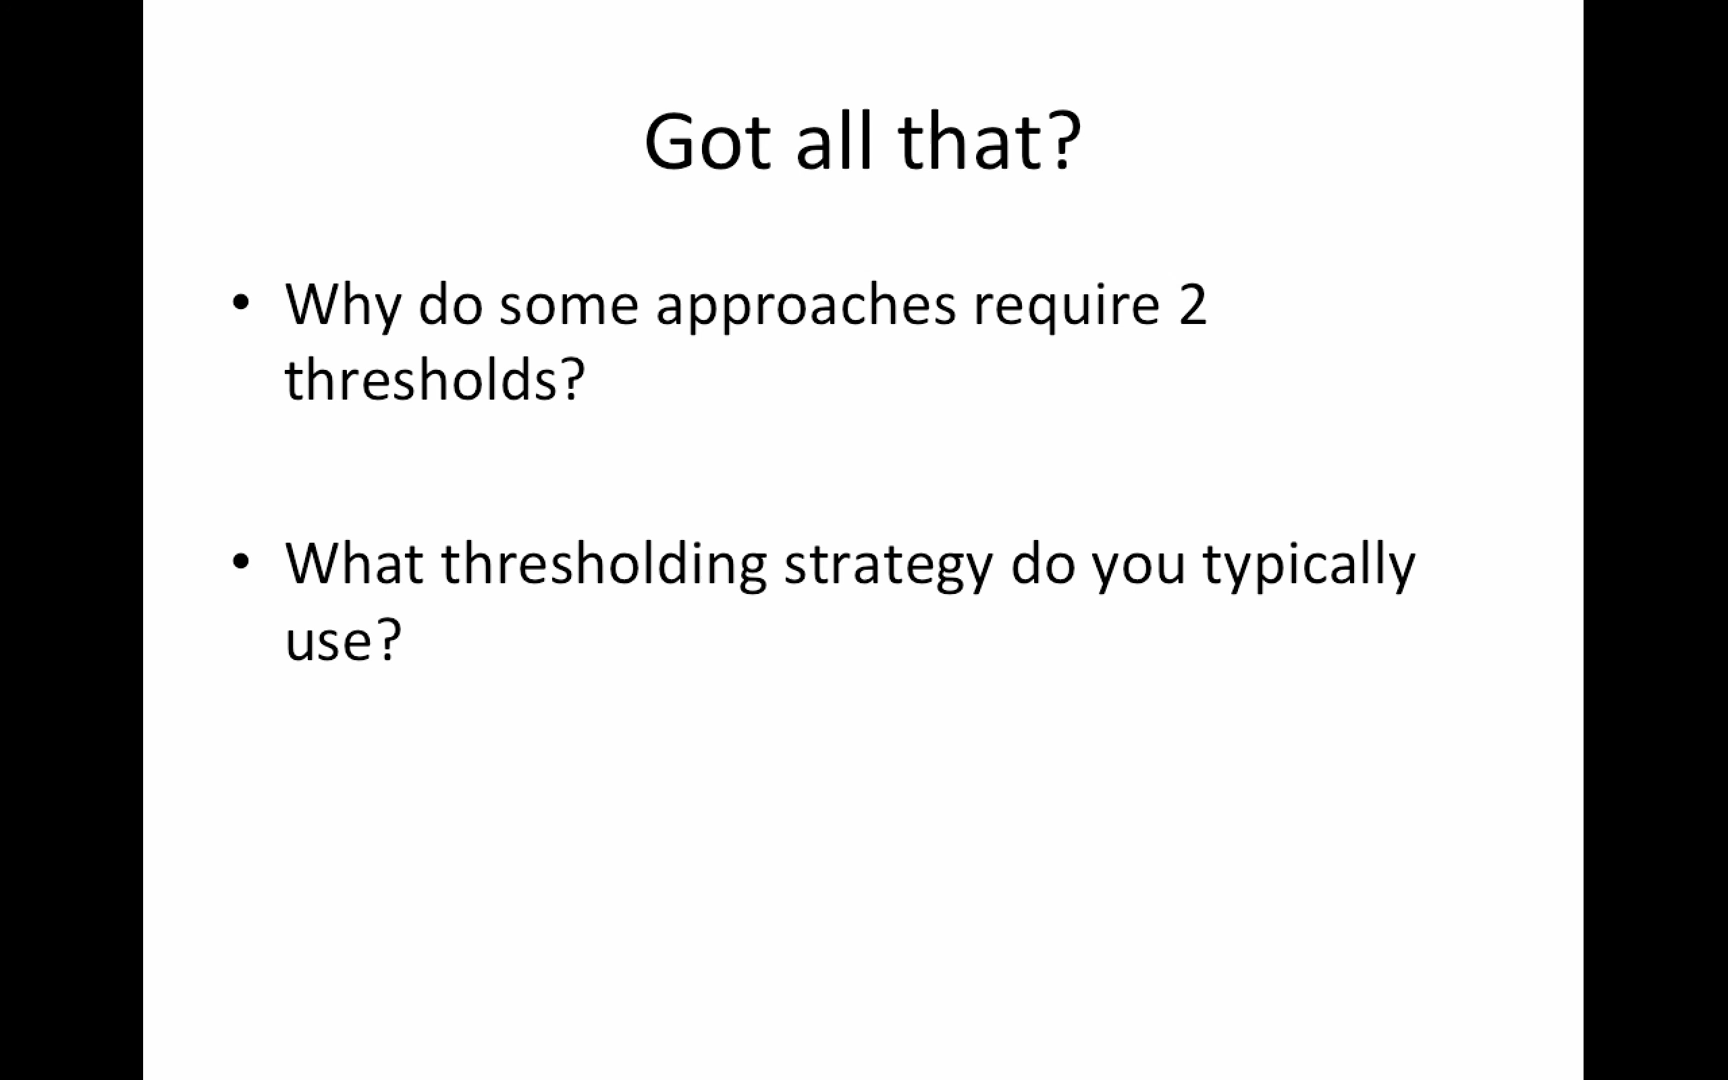 Got all that?
• Why do some approaches require 2
thresholds?
• What thresholding strategy do you typically
use?